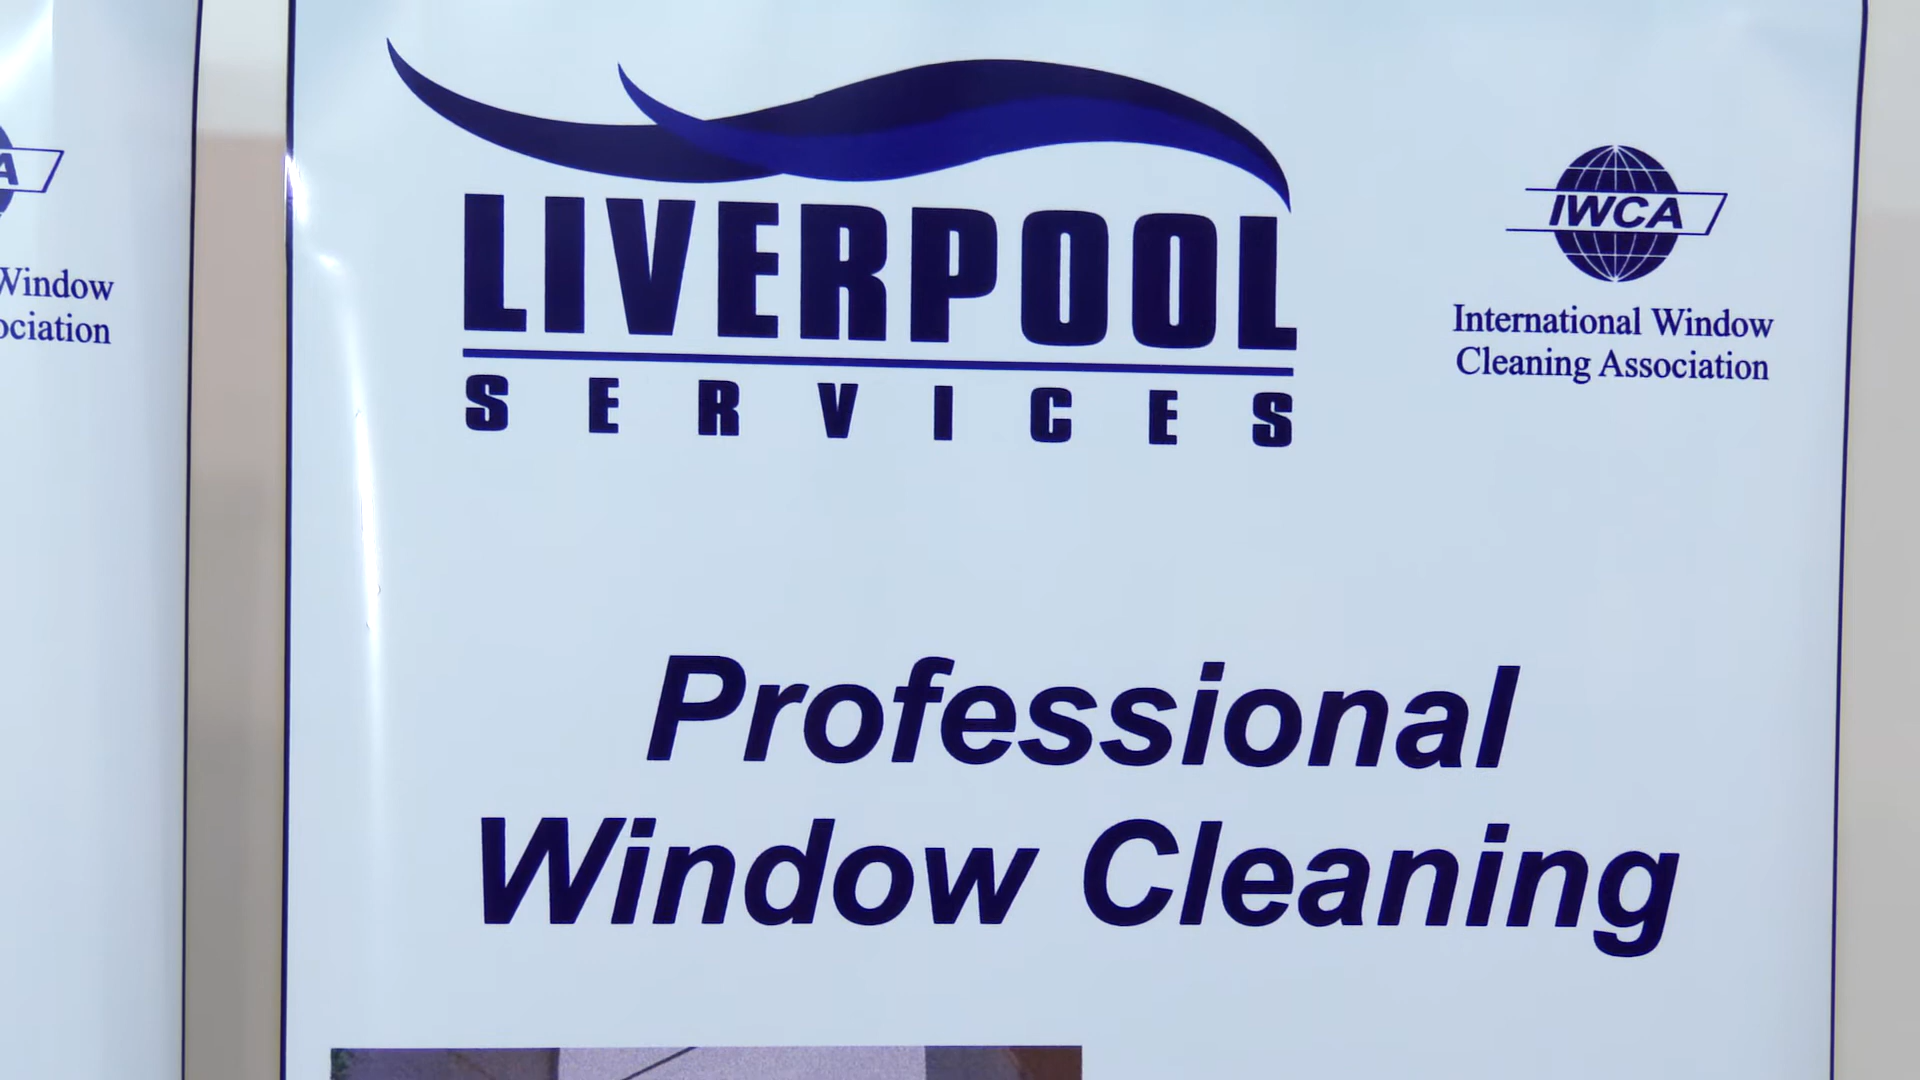 A
Window
ociation
LIVERPOOL
SERVICES
IWCA
International Window
Cleaning Association
Professional
Window Cleaning